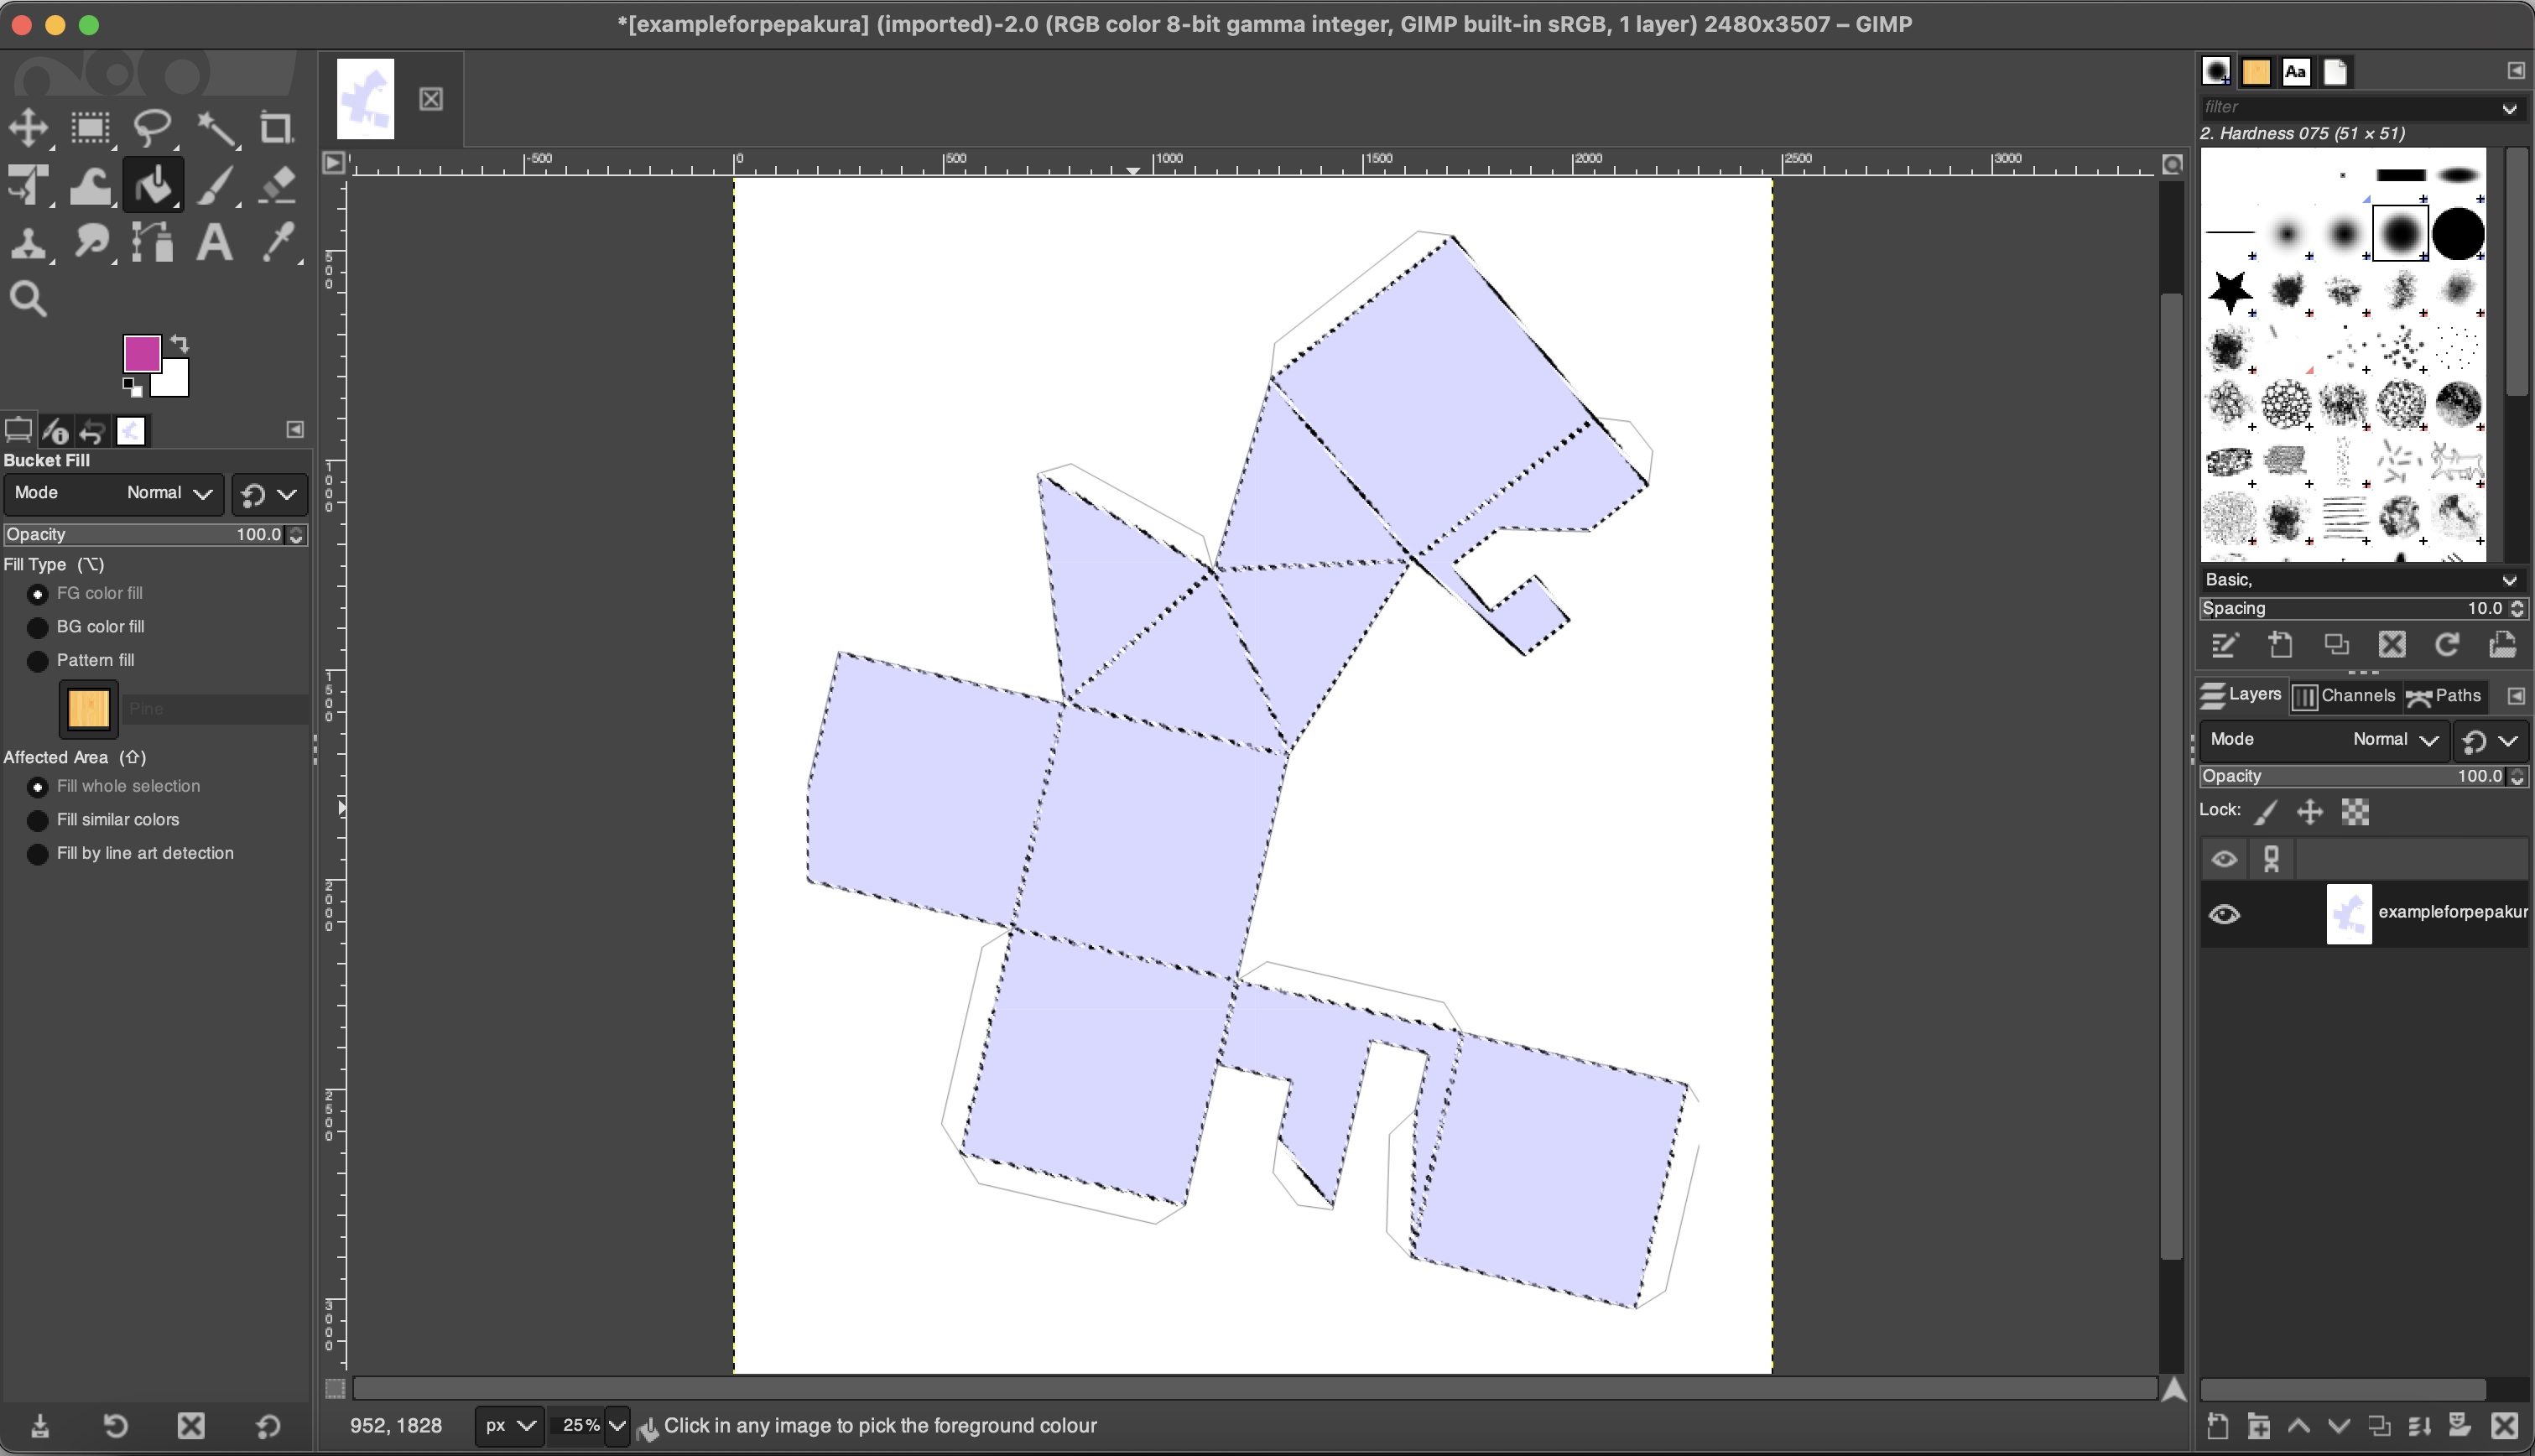 *[exampleforpepakura] (imported)-2.0 (RGB color 8-bit gamma integer, GIMP built-in sRGB, 1 layer) 2480x3507 – GIMP
-500
0
500
1000
1500
2000
2500
3000
500
1000
1500
2000
2500
3000
Bucket Fill
Mode Normal
Opacity 100.0
Fill Type (⌥)
FG color fill
BG color fill
Pattern fill
Pine
Affected Area (⇧)
Fill whole selection
Fill similar colors
Fill by line art detection
952, 1828 px 25% Click in any image to pick the foreground colour
Aa
filter
2. Hardness 075 (51 × 51)
Basic,
Spacing 10.0
Layers Channels Paths
Mode Normal
Opacity 100.0
Lock:
exampleforpepakur